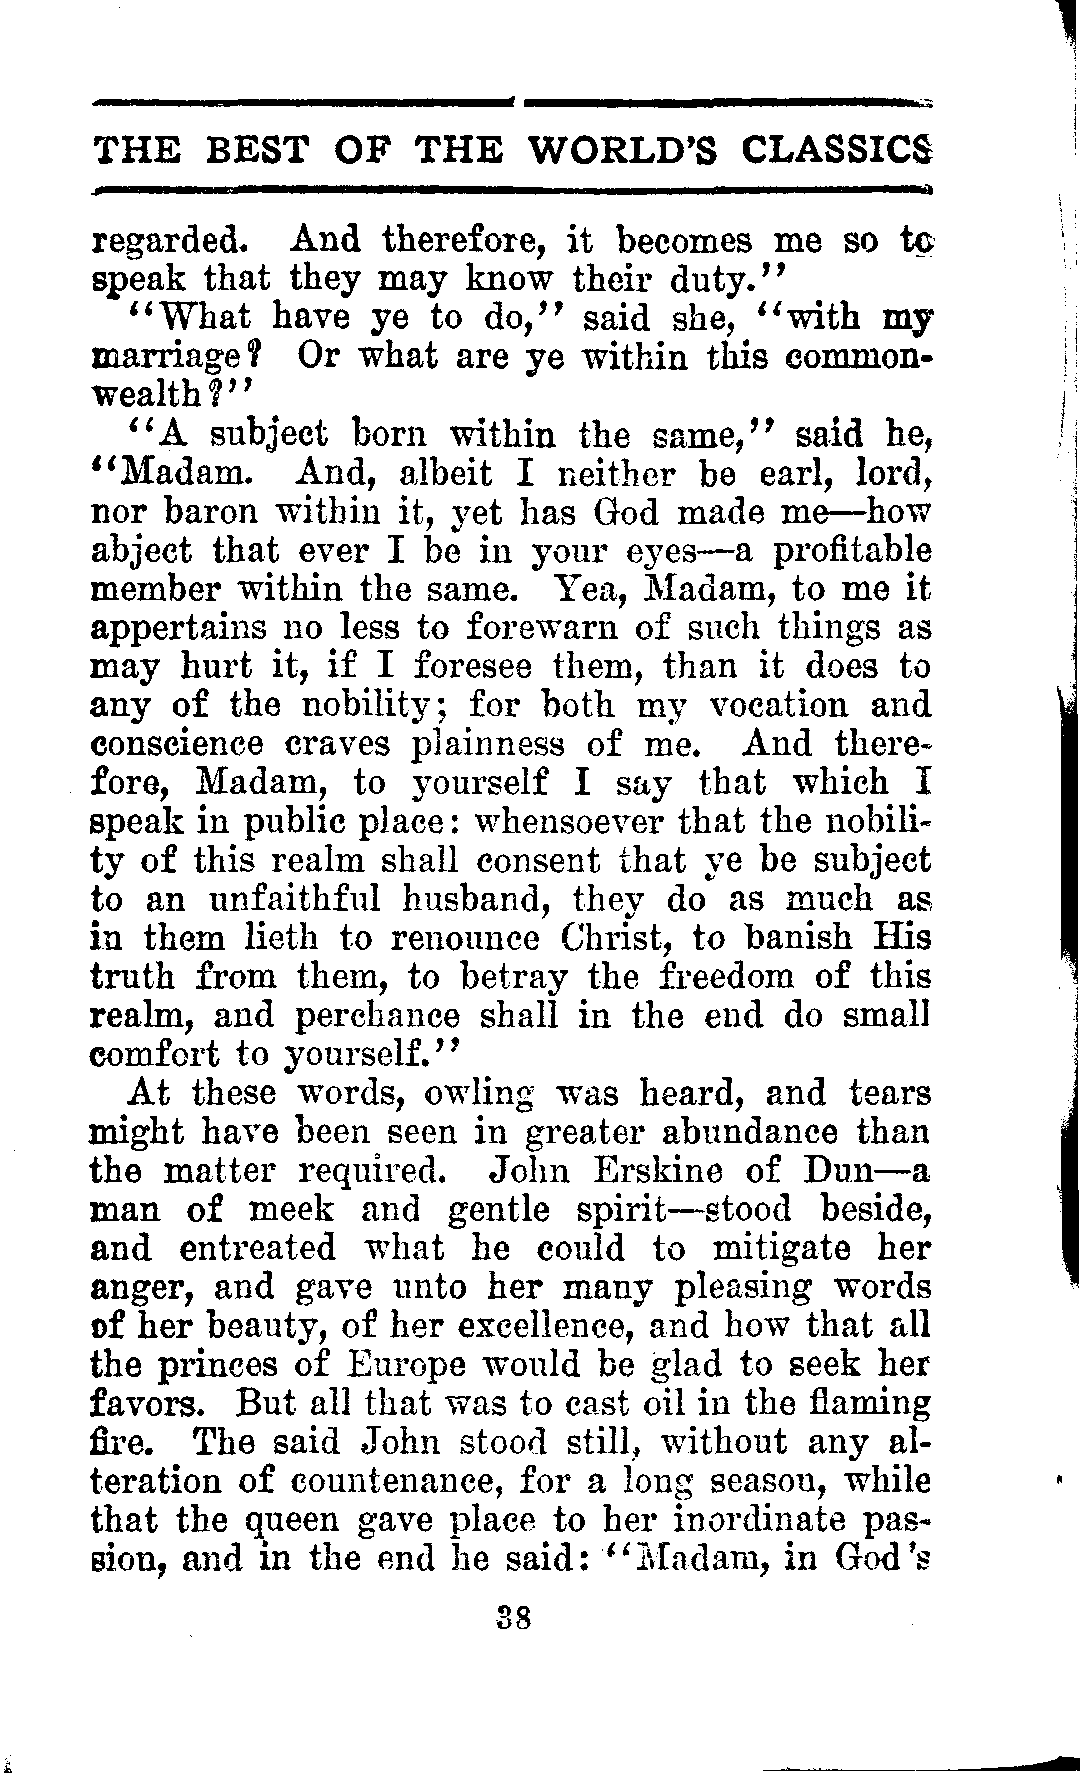 THE BEST OF THE WORLD'S CLASSICS
regarded. And therefore, it becomes me so to
speak that they may know their duty."
"What have ye to do," said she, "with my
marriage? Or what are ye within this common-
wealth?"
"A subject born within the same," said he,
"Madam. And, albeit I neither be earl, lord,
nor baron within it, yet has God made me—how
abject that ever I be in your eyes—a profitable
member within the same. Yea, Madam, to me it
appertains no less to forewarn of such things as
may hurt it, if I foresee them, than it does to
any of the nobility; for both my vocation and
conscience craves plainness of me. And there-
fore, Madam, to yourself I say that which I
speak in public place: whensoever that the nobili-
ty of this realm shall consent that ye be subject
to an unfaithful husband, they do as much as
in them lieth to renounce Christ, to banish His
truth from them, to betray the freedom of this
realm, and perchance shall in the end do small
comfort to yourself."
At these words, owling was heard, and tears
might have been seen in greater abundance than
the matter required. John Erskine of Dun—a
man of meek and gentle spirit—stood beside,
and entreated what he could to mitigate her
anger, and gave unto her many pleasing words
of her beauty, of her excellence, and how that all
the princes of Europe would be glad to seek her
favors. But all that was to cast oil in the flaming
fire. The said John stood still, without any al-
teration of countenance, for a long season, while
that the queen gave place to her inordinate pas-
sion, and in the end he said: "Madam, in God's
38